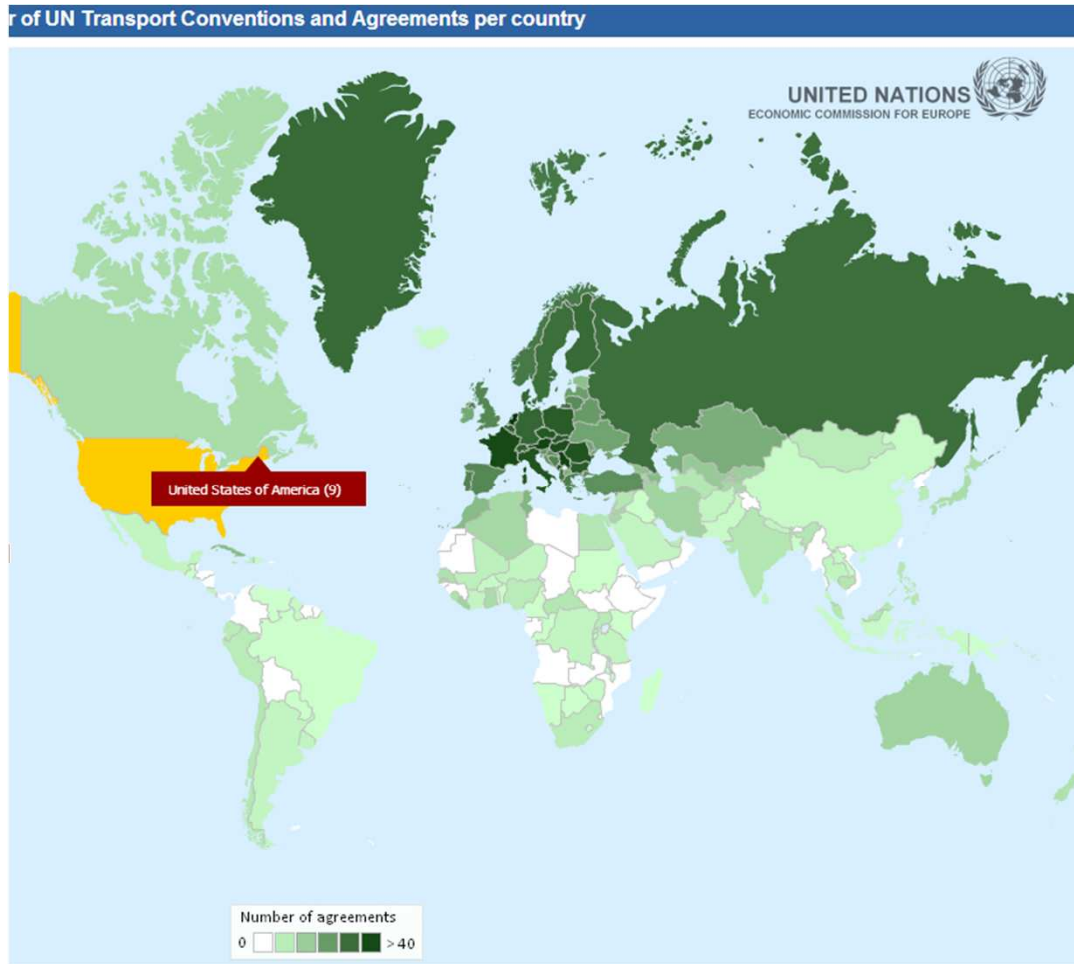 r of UN Transport Conventions and Agreements per country
UNITED NATIONS
ECONOMIC COMMISSION FOR EUROPE
United States of America (9)
Number of agreements
0 > 40